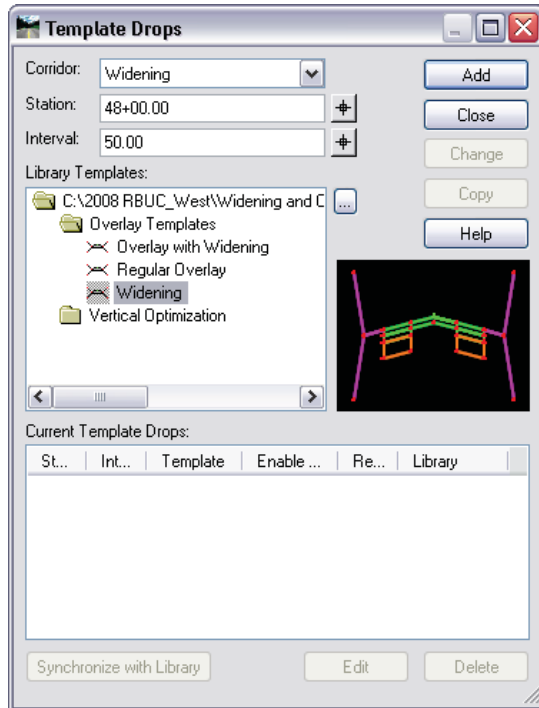 Template Drops
Corridor: Widening
Add
Station: 48+00.00
Close
Interval: 50.00
Change
Library Templates:
C:\2008 RBUC_West\Widening and C
...
Copy
Overlay Templates
Help
Overlay with Widening
Regular Overlay
Widening
Vertical Optimization
Current Template Drops:
St... Int... Template Enable ... Re... Library
Synchronize with Library Edit Delete